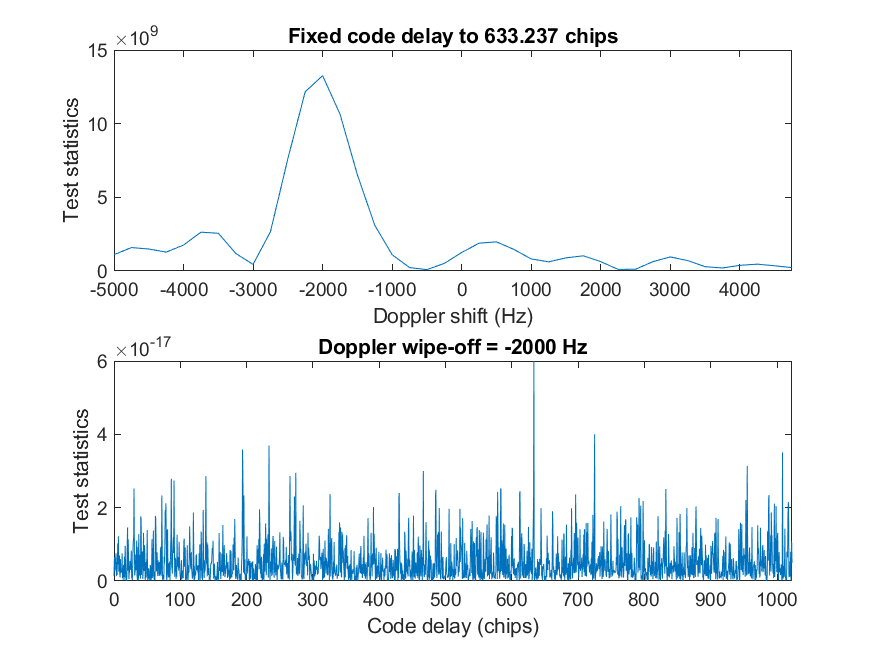 ×10^9
Fixed code delay to 633.237 chips
15
10
5
0
Test statistics
-5000 -4000 -3000 -2000 -1000 0 1000 2000 3000 4000
Doppler shift (Hz)
×10^-17
Doppler wipe-off = -2000 Hz
6
4
2
0
Test statistics
0 100 200 300 400 500 600 700 800 900 1000
Code delay (chips)